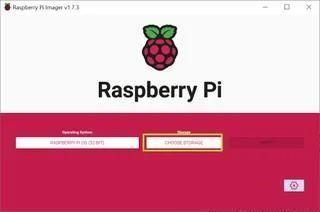 Raspberry Pi Imager v1.7.3
Raspberry Pi
Operating System
Storage
RASPBERRY PI OS (32-BIT)
CHOOSE STORAGE